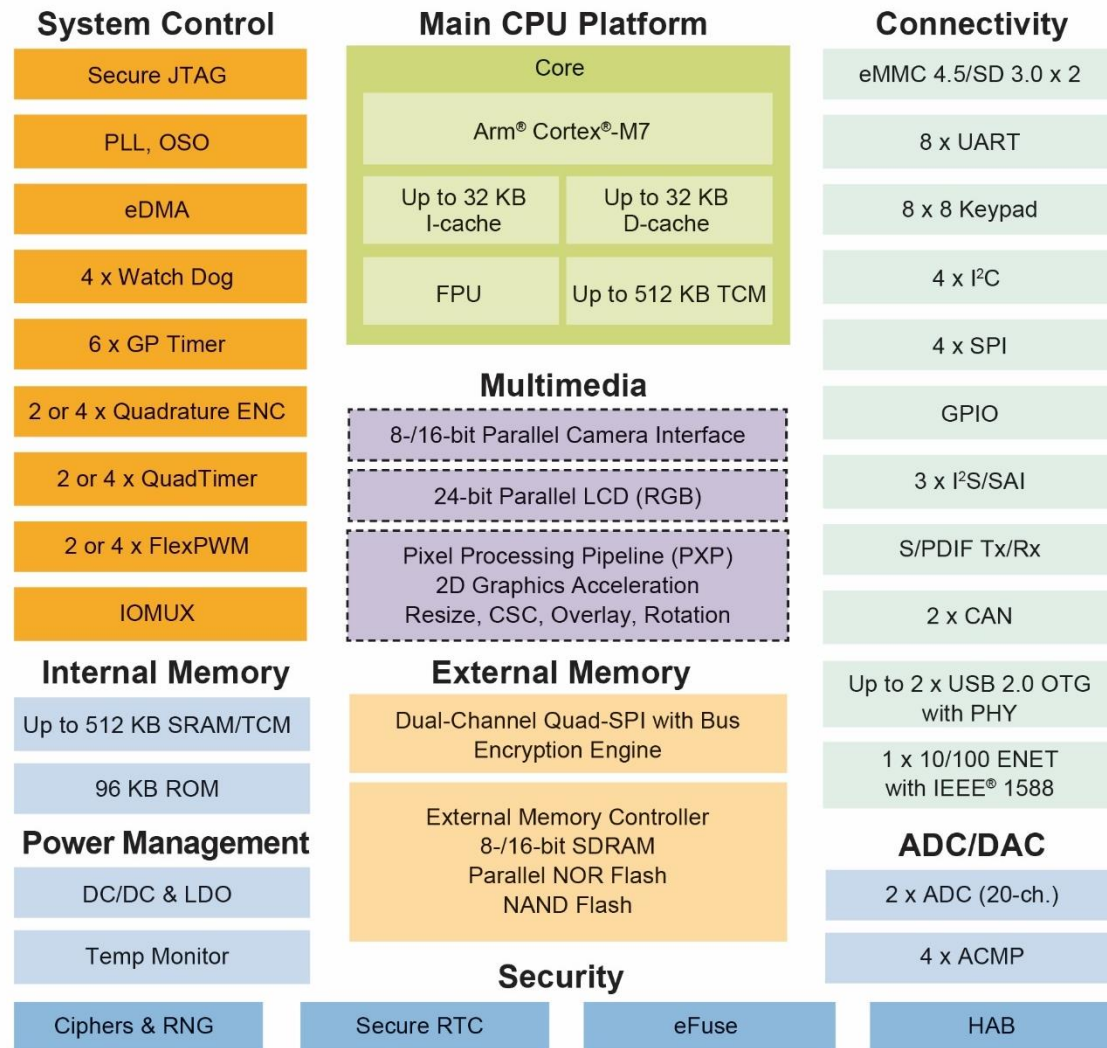 System Control
Secure JTAG
PLL, OSO
eDMA
4 x Watch Dog
6 x GP Timer
2 or 4 x Quadrature ENC
2 or 4 x QuadTimer
2 or 4 x FlexPWM
IOMUX
Internal Memory
Up to 512 KB SRAM/TCM
96 KB ROM
Power Management
DC/DC & LDO
Temp Monitor
Main CPU Platform
Core
Arm® Cortex®-M7
Up to 32 KB
I-cache
Up to 32 KB
D-cache
FPU
Up to 512 KB TCM
Multimedia
8-/16-bit Parallel Camera Interface
24-bit Parallel LCD (RGB)
Pixel Processing Pipeline (PXP)
2D Graphics Acceleration
Resize, CSC, Overlay, Rotation
External Memory
Dual-Channel Quad-SPI with Bus
Encryption Engine
External Memory Controller
8-/16-bit SDRAM
Parallel NOR Flash
NAND Flash
Connectivity
eMMC 4.5/SD 3.0 x 2
8 x UART
8 x 8 Keypad
4 x I²C
4 x SPI
GPIO
3 x I²S/SAI
S/PDIF Tx/Rx
2 x CAN
Up to 2 x USB 2.0 OTG
with PHY
1 x 10/100 ENET
with IEEE® 1588
ADC/DAC
2 x ADC (20-ch.)
4 x ACMP
Security
Ciphers & RNG
Secure RTC
eFuse
HAB